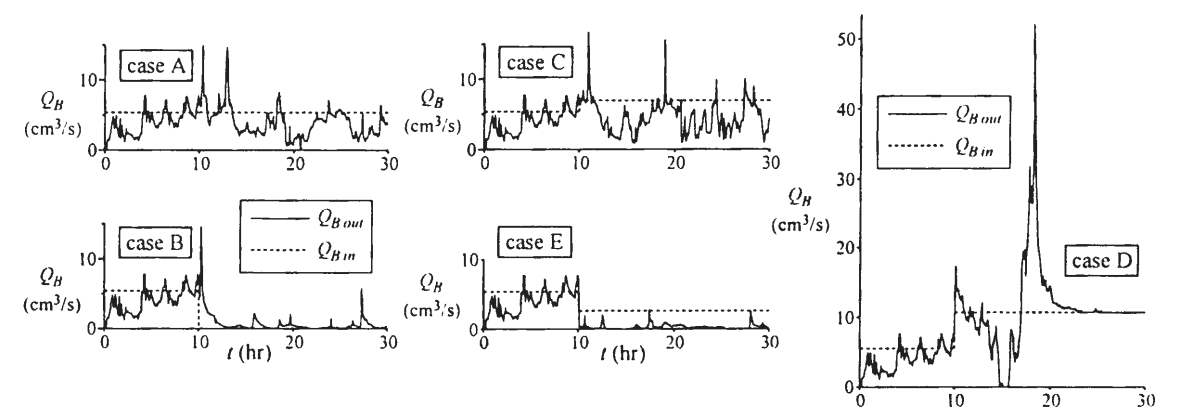 case A
10
Q_B
(cm³/s)
0
0 10 20 30
case C
10
Q_B
(cm³/s)
0
0 10 20 30
case B
Q_B out
Q_B in
10
Q_B
(cm³/s)
0
0 10 20 30
t (hr)
case E
10
Q_B
(cm³/s)
0
0 10 20 30
t (hr)
50
40
30
20
10
0
Q_B
(cm³/s)
Q_B out
Q_B in
case D
0 10 20 30